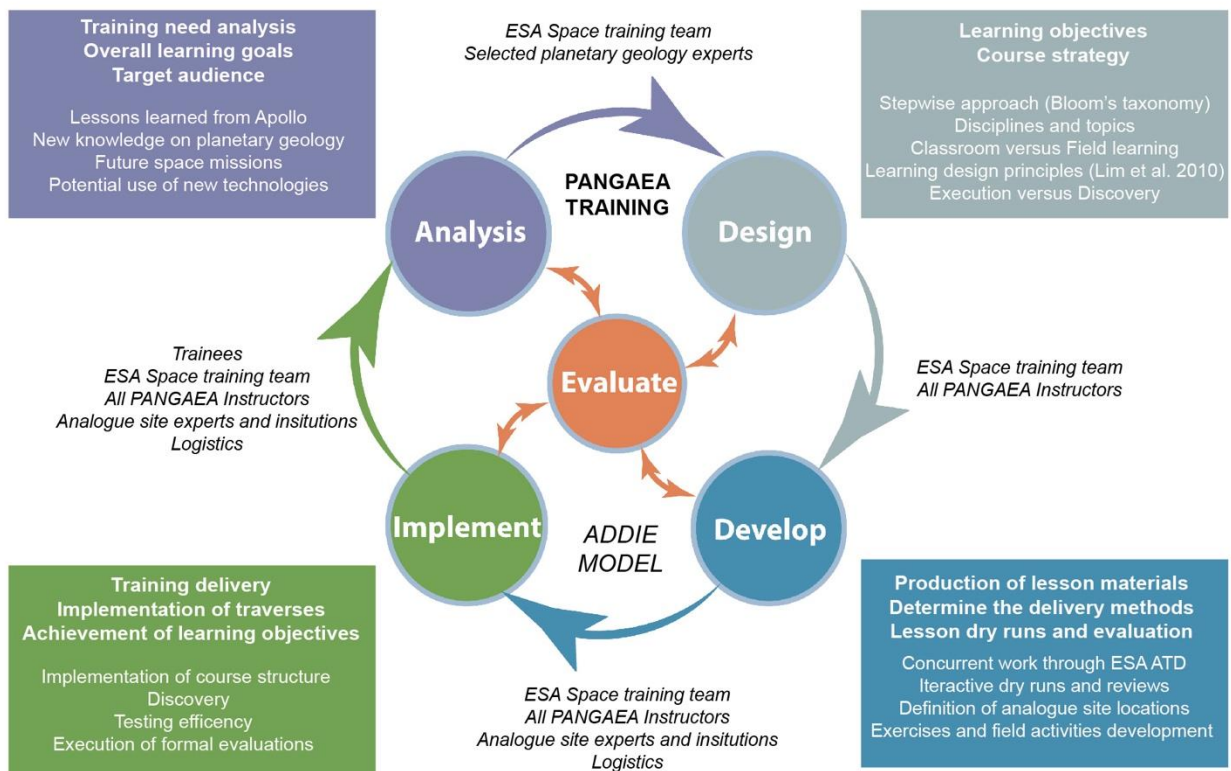 Training need analysis
Overall learning goals
Target audience
Lessons learned from Apollo
New knowledge on planetary geology
Future space missions
Potential use of new technologies
ESA Space training team
Selected planetary geology experts
Learning objectives
Course strategy
Stepwise approach (Bloom's taxonomy)
Disciplines and topics
Classroom versus Field learning
Learning design principles (Lim et al. 2010)
Execution versus Discovery
PANGAEA
TRAINING
Analysis
Design
Evaluate
Trainees
ESA Space training team
All PANGAEA Instructors
Analogue site experts and insitutions
Logistics
ESA Space training team
All PANGAEA Instructors
Implement
Develop
ADDIE
MODEL
Training delivery
Implementation of traverses
Achievement of learning objectives
Implementation of course structure
Discovery
Testing efficency
Execution of formal evaluations
ESA Space training team
All PANGAEA Instructors
Analogue site experts and insitutions
Logistics
Production of lesson materials
Determine the delivery methods
Lesson dry runs and evaluation
Concurrent work through ESA ATD
Iteractive dry runs and reviews
Definition of analogue site locations
Exercises and field activities development